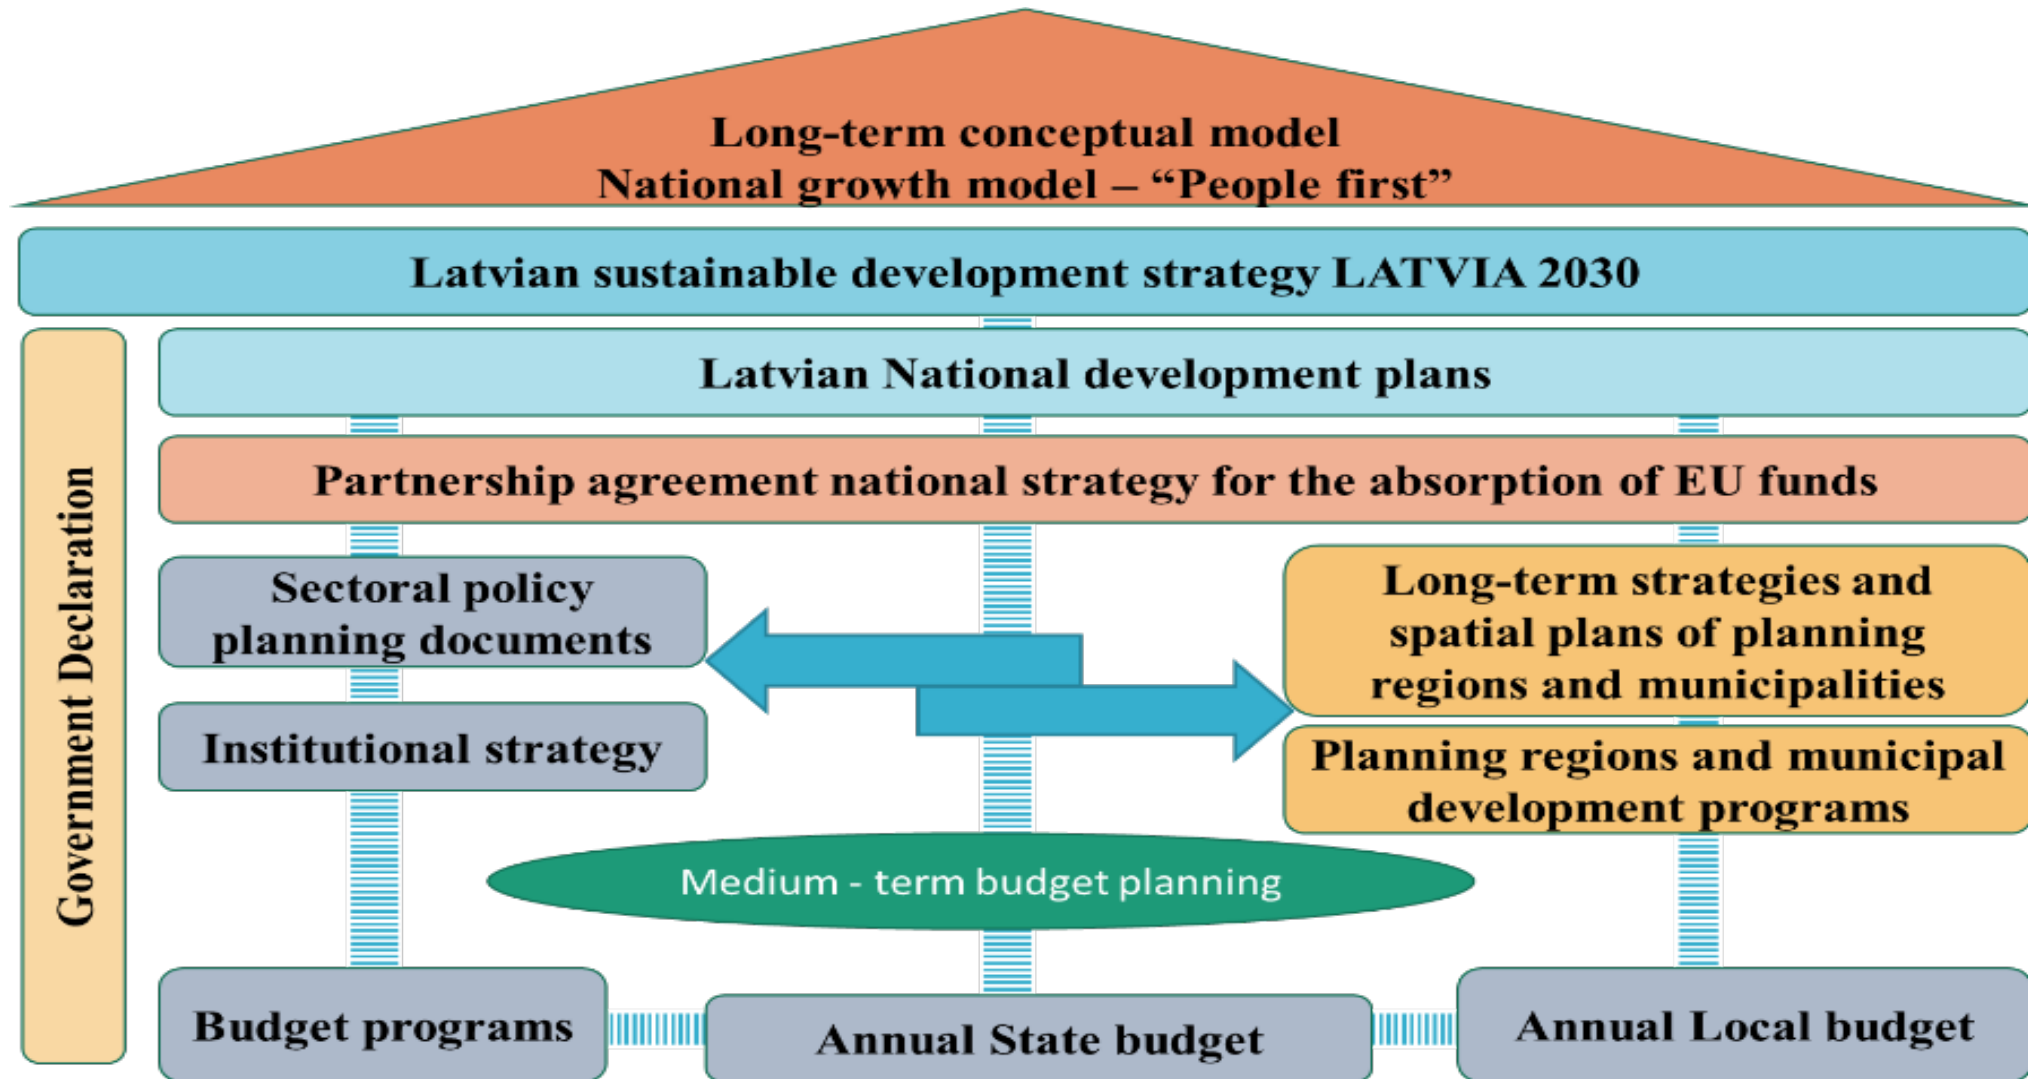 Long-term conceptual model
National growth model – “People first”
Latvian sustainable development strategy LATVIA 2030
Government Declaration
Latvian National development plans
Partnership agreement national strategy for the absorption of EU funds
Sectoral policy
planning documents
Institutional strategy
Long-term strategies and
spatial plans of planning
regions and municipalities
Planning regions and municipal
development programs
Medium - term budget planning
Budget programs
Annual State budget
Annual Local budget